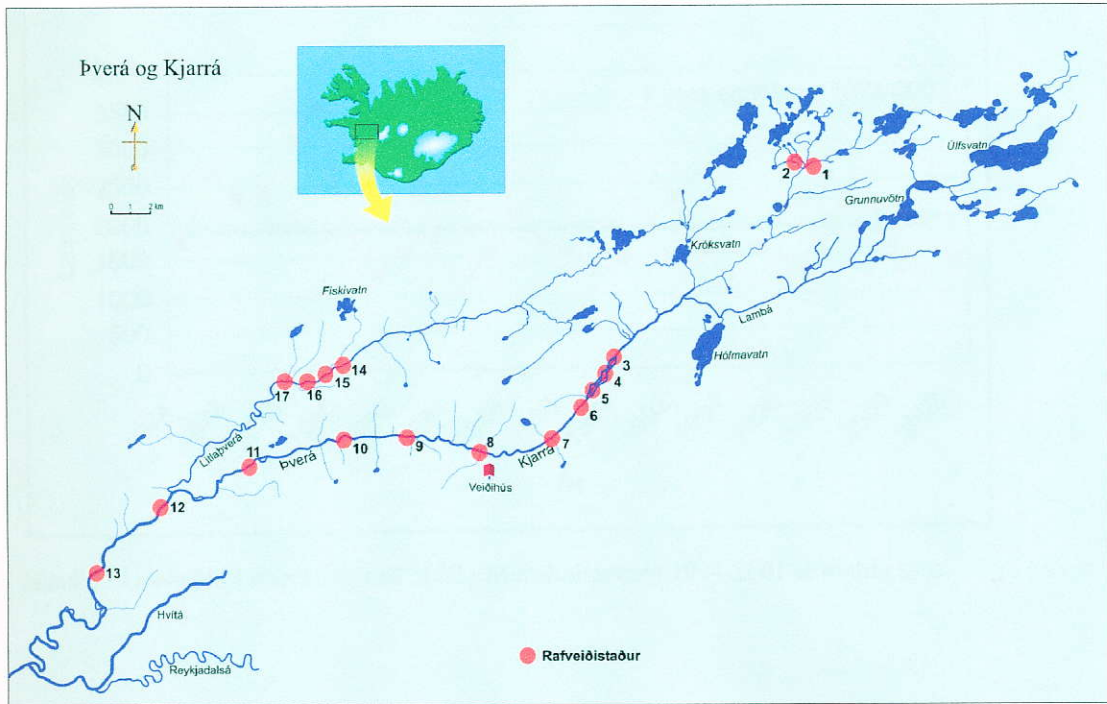 Þverá og Kjarrá
N
0 1 2 km
Úlfsvatn
2
1
Grunnuvötn
Króksvatn
Fiskivatn
Lambá
Hólmavatn
3
14
4
15
5
17
16
6
Litlaþverá
10
9
8
7
11
Þverá
Kjarrá
Veiðihús
12
13
Hvítá
Rafveiðistaður
Reykjadalsá